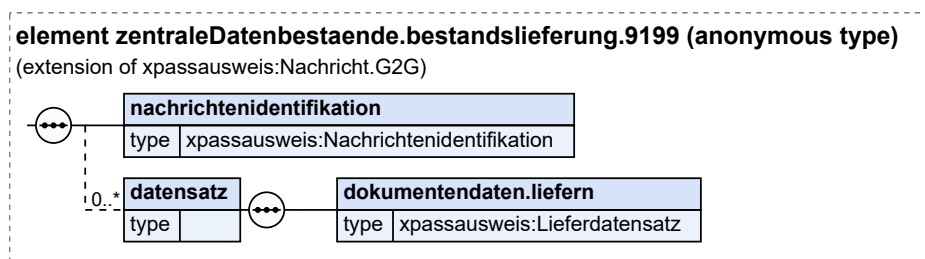 element zentraleDatenbestaende.bestandslieferung.9199 (anonymous type)
(extension of xpassausweis:Nachricht.G2G)
nachrichtenidentifikation
type xpassausweis:Nachrichtenidentifikation
0..*
datensatz
type
dokumentendaten.liefern
type xpassausweis:Lieferdatensatz